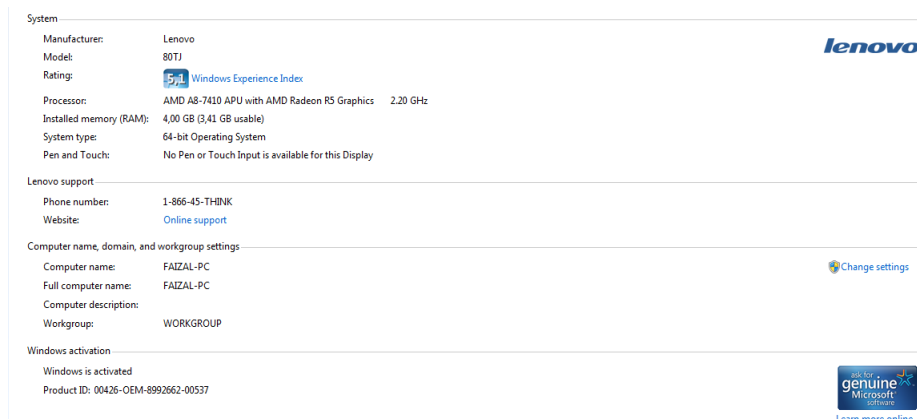 System
Manufacturer: Lenovo
lenovo
Model: 80TJ
Rating: 5,1 Windows Experience Index
Processor: AMD A8-7410 APU with AMD Radeon R5 Graphics 2.20 GHz
Installed memory (RAM): 4,00 GB (3,41 GB usable)
System type: 64-bit Operating System
Pen and Touch: No Pen or Touch Input is available for this Display
Lenovo support
Phone number: 1-866-45-THINK
Website: Online support
Computer name, domain, and workgroup settings
Computer name: FAIZAL-PC
Change settings
Full computer name: FAIZAL-PC
Computer description:
Workgroup: WORKGROUP
Windows activation
Windows is activated
Product ID: 00426-OEM-8992662-00537
ask for
genuine
Microsoft
software
Learn more online